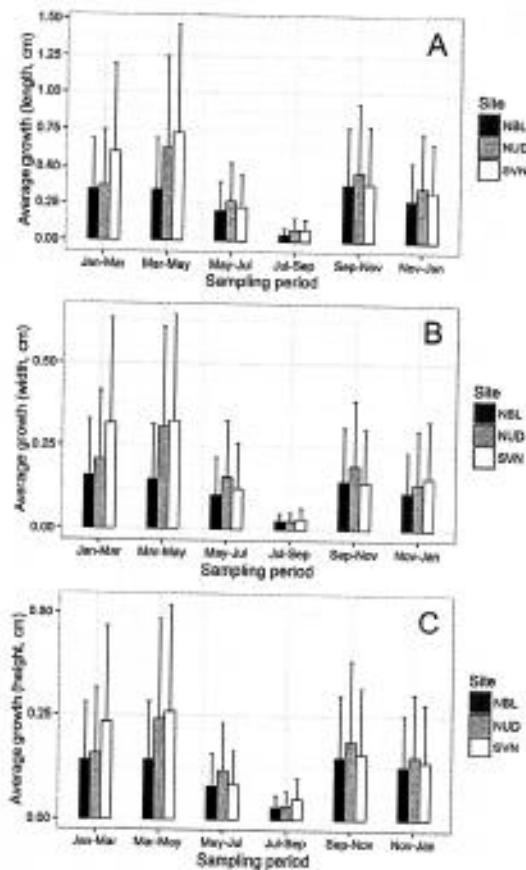 A
Average growth (length, cm)
1.50
1.25
1.00
0.75
0.50
0.25
0.00
Jan-Mar Mar-May May-Jul Jul-Sep Sep-Nov Nov-Jan
Sampling period
Site
NBL
NUD
SVN
B
Average growth (width, cm)
0.50
0.25
0.00
Jan-Mar Mar-May May-Jul Jul-Sep Sep-Nov Nov-Jan
Sampling period
Site
NBL
NUD
SVN
C
Average growth (height, cm)
0.50
0.25
0.00
Jan-Mar Mar-May May-Jul Jul-Sep Sep-Nov Nov-Jan
Sampling period
Site
NBL
NUD
SVN